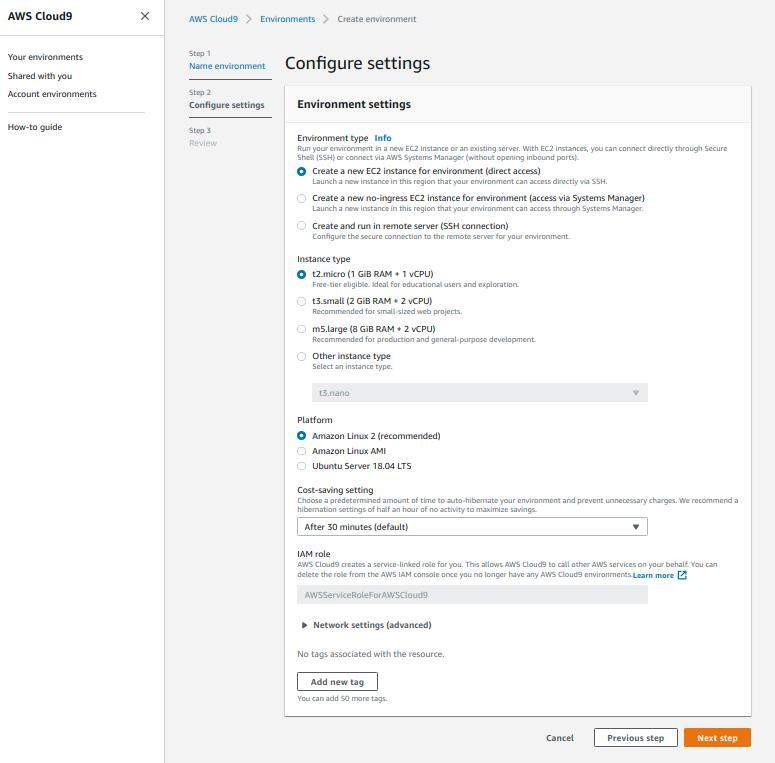 AWS Cloud9
Your environments
Shared with you
Account environments
How-to guide
AWS Cloud9 > Environments > Create environment
Step 1
Name environment
Step 2
Configure settings
Step 3
Review
Configure settings
Environment settings
Environment type Info
Run your environment in a new EC2 instance or an existing server. With EC2 instances, you can connect directly through Secure
Shell (SSH) or connect via AWS Systems Manager (without opening inbound ports).
Create a new EC2 instance for environment (direct access)
Launch a new instance in this region that your environment can access directly via SSH.
Create a new no-ingress EC2 instance for environment (access via Systems Manager)
Launch a new instance in this region that your environment can access through Systems Manager.
Create and run in remote server (SSH connection)
Configure the secure connection to the remote server for your environment.
Instance type
t2.micro (1 GiB RAM + 1 vCPU)
Free-tier eligible. Ideal for educational users and exploration.
t3.small (2 GiB RAM + 2 vCPU)
Recommended for small-sized web projects.
m5.large (8 GiB RAM + 2 vCPU)
Recommended for production and general-purpose development.
Other instance type
Select an instance type.
t3.nano
Platform
Amazon Linux 2 (recommended)
Amazon Linux AMI
Ubuntu Server 18.04 LTS
Cost-saving setting
Choose a predetermined amount of time to auto-hibernate your environment and prevent unnecessary charges. We recommend a
hibernation settings of half an hour of no activity to maximize savings.
After 30 minutes (default)
IAM role
AWS Cloud9 creates a service-linked role for you. This allows AWS Cloud9 to call other AWS services on your behalf. You can
delete the role from the AWS IAM console once you no longer have any AWS Cloud9 environments. Learn more
AWSServiceRoleForAWSCloud9
Network settings (advanced)
No tags associated with the resource.
Add new tag
You can add 50 more tags.
Cancel
Previous step
Next step